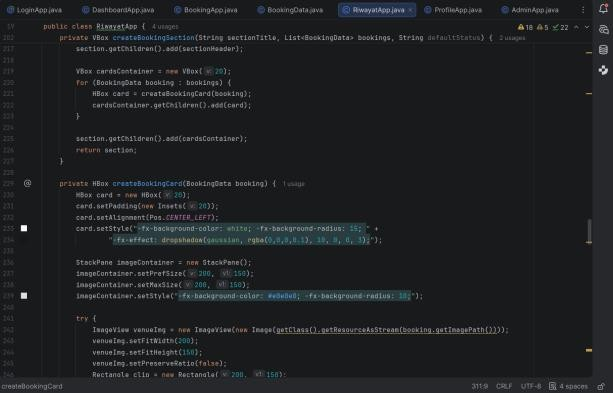 LoginApp.java
DashboardApp.java
BookingApp.java
BookingData.java
RiwayatApp.java
ProfileApp.java
AdminApp.java
19 public class RiwayatApp { 4 usages
18 5 22
202 private VBox createBookingSection(String sectionTitle, List<BookingData> bookings, String defaultStatus) { 2 usages
217 section.getChildren().add(sectionHeader);
218
219 VBox cardsContainer = new VBox( v: 20);
220 for (BookingData booking : bookings) {
221 HBox card = createBookingCard(booking);
222 cardsContainer.getChildren().add(card);
223 }
224
225 section.getChildren().add(cardsContainer);
226 return section;
227 }
228
229 private HBox createBookingCard(BookingData booking) { 1 usage
230 HBox card = new HBox( v: 20);
231 card.setPadding(new Insets( v: 20));
232 card.setAlignment(Pos.CENTER_LEFT);
233 card.setStyle("-fx-background-color: white; -fx-background-radius: 15; " +
234 "-fx-effect: dropshadow(gaussian, rgba(0,0,0,0.1), 10, 0, 0, 3);");
235
236 StackPane imageContainer = new StackPane();
237 imageContainer.setPrefSize( v: 200, v1: 150);
238 imageContainer.setMaxSize( v: 200, v1: 150);
239 imageContainer.setStyle("-fx-background-color: #e0e0e0; -fx-background-radius: 10;");
240
241 try {
242 ImageView venueImg = new ImageView(new Image(getClass().getResourceAsStream(booking.getImagePath())));
243 venueImg.setFitWidth(200);
244 venueImg.setFitHeight(150);
245 venueImg.setPreserveRatio(false);
246 Rectangle clip = new Rectangle( v: 200, v1: 150);
createBookingCard
311:9 CRLF UTF-8 4 spaces